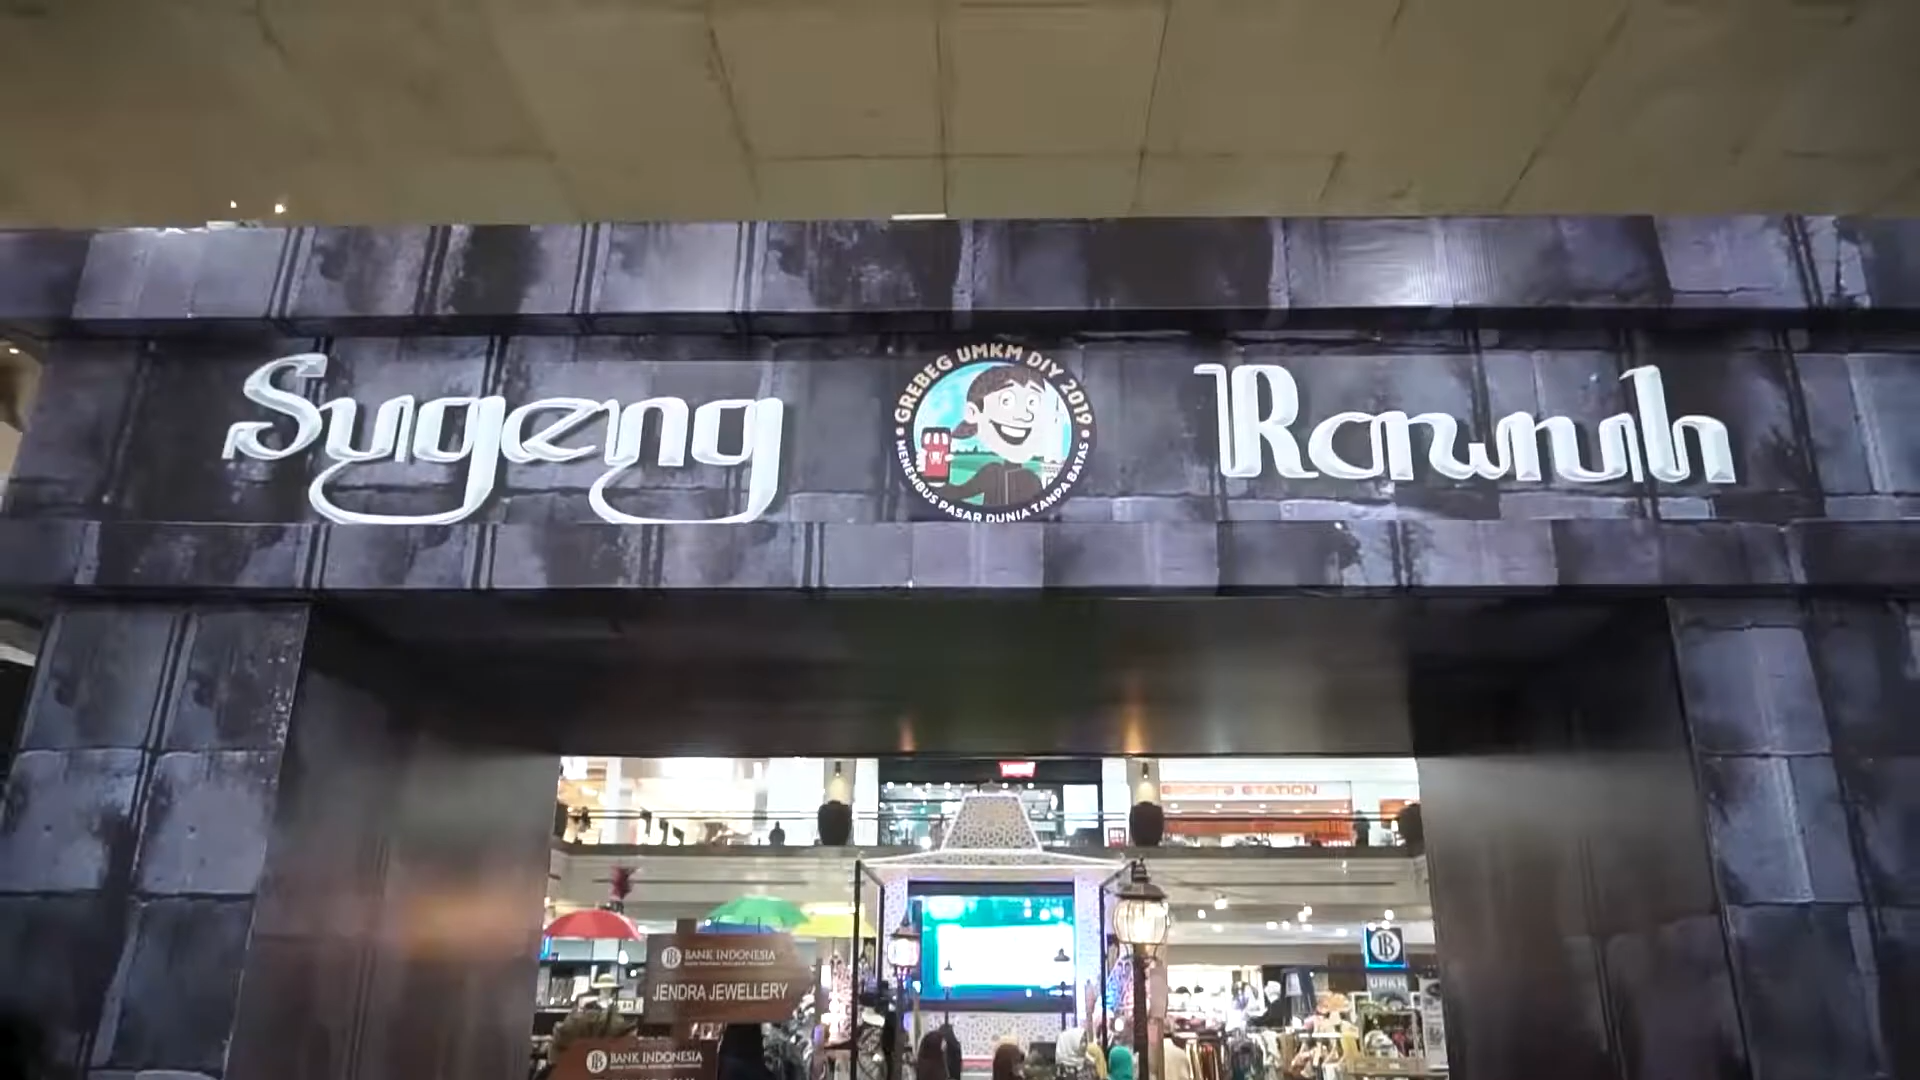 Sugeng Rawuh
GREBEG UMKM DIY 2019
MENEMBUS PASAR DUNIA TANPA BATAS
SPORTS STATION
BANK INDONESIA
JENDRA JEWELLERY
BANK INDONESIA
UMKM